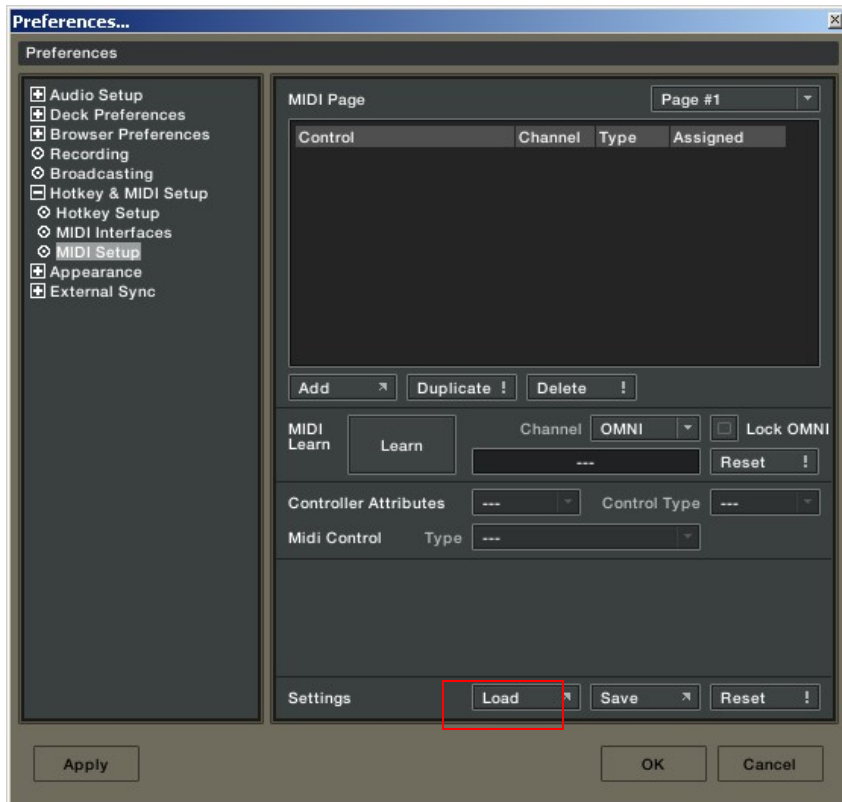 Preferences...
Preferences
Audio Setup
Deck Preferences
Browser Preferences
Recording
Broadcasting
Hotkey & MIDI Setup
Hotkey Setup
MIDI Interfaces
MIDI Setup
Appearance
External Sync
MIDI Page Page #1
Control Channel Type Assigned
Add Duplicate ! Delete !
MIDI Learn Learn Channel OMNI Lock OMNI
--- Reset !
Controller Attributes --- Control Type ---
Midi Control Type ---
Settings Load Save Reset !
Apply OK Cancel